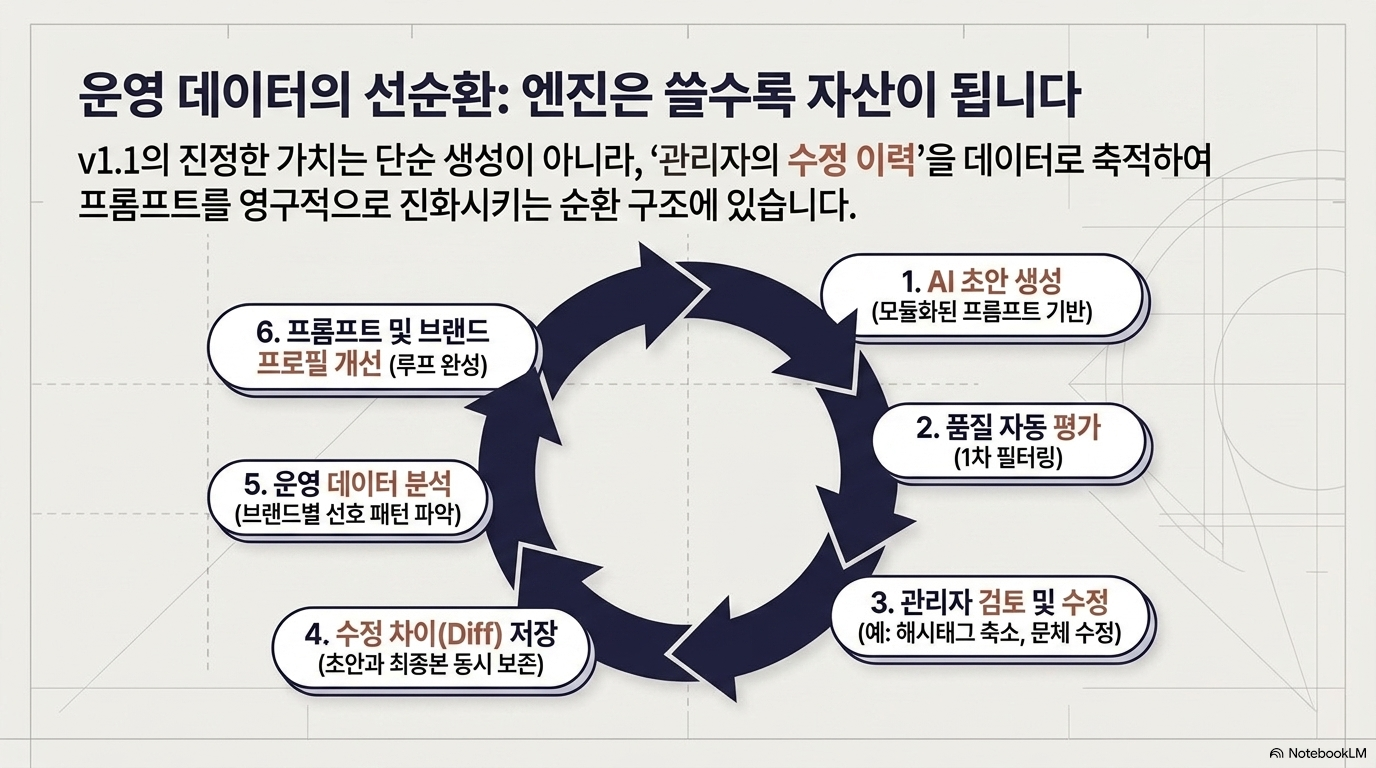 운영 데이터의 선순환: 엔진은 쓸수록 자산이 됩니다
v1.1의 진정한 가치는 단순 생성이 아니라, ‘관리자의 수정 이력’을 데이터로 축적하여
프롬프트를 영구적으로 진화시키는 순환 구조에 있습니다.
1. AI 초안 생성
(모듈화된 프롬프트 기반)
2. 품질 자동 평가
(1차 필터링)
3. 관리자 검토 및 수정
(예: 해시태그 축소, 문체 수정)
4. 수정 차이(Diff) 저장
(초안과 최종본 동시 보존)
5. 운영 데이터 분석
(브랜드별 선호 패턴 파악)
6. 프롬프트 및 브랜드
프로필 개선 (루프 완성)
NotebookLM